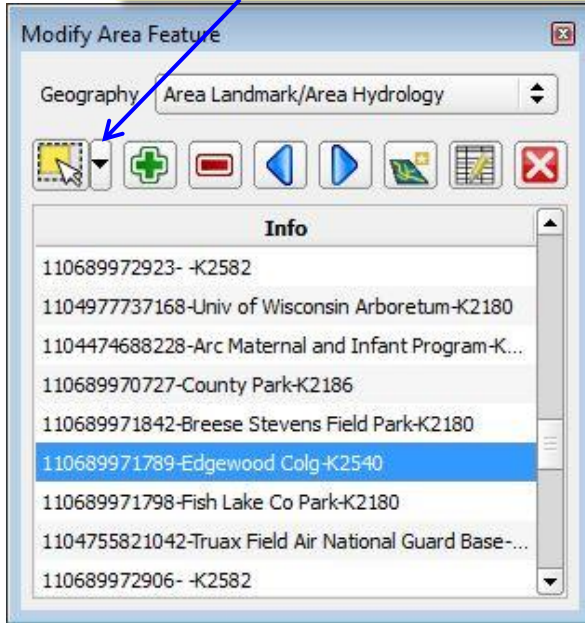 Modify Area Feature
Geography Area Landmark/Area Hydrology
Info
110689972923- -K2582
1104977737168-Univ of Wisconsin Arboretum-K2180
1104474688228-Arc Maternal and Infant Program-K...
110689970727-County Park-K2186
110689971842-Breese Stevens Field Park-K2180
110689971789-Edgewood Colg-K2540
110689971798-Fish Lake Co Park-K2180
1104755821042-Truax Field Air National Guard Base-...
110689972906- -K2582